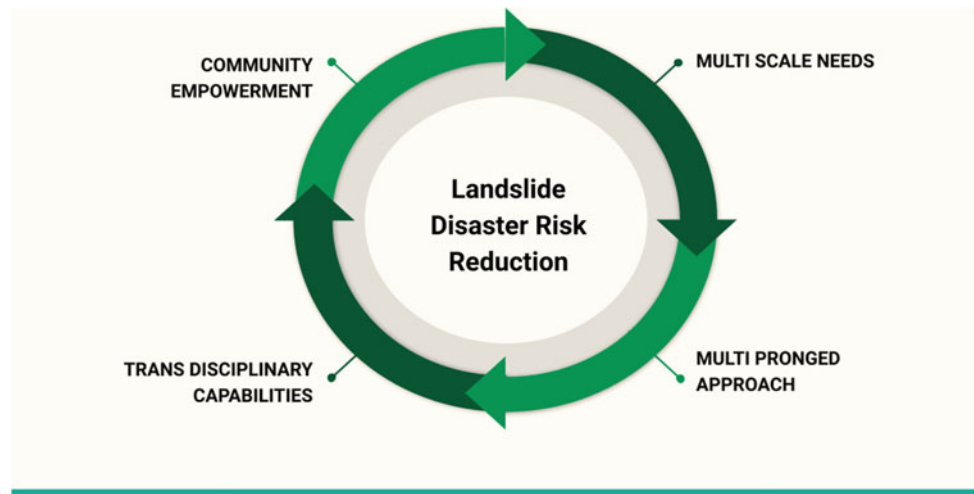 COMMUNITY
EMPOWERMENT
MULTI SCALE NEEDS
Landslide
Disaster Risk
Reduction
TRANS DISCIPLINARY
CAPABILITIES
MULTI PRONGED
APPROACH